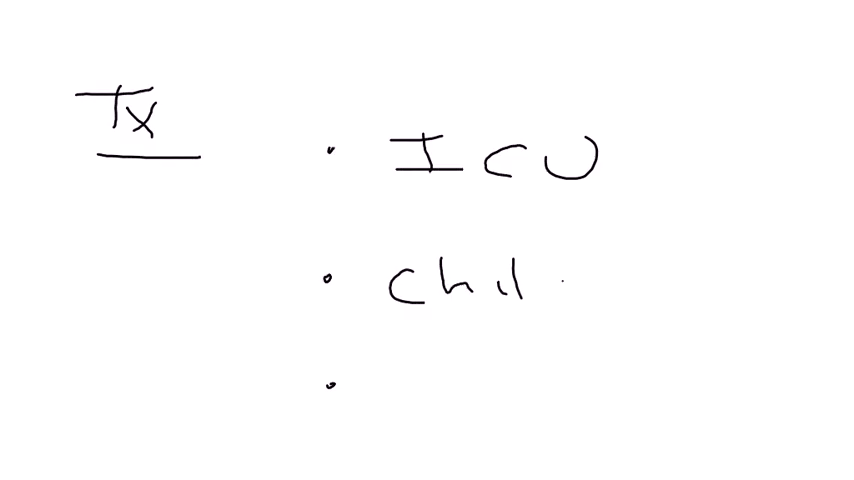 Tx
• ICU
• Chil
•